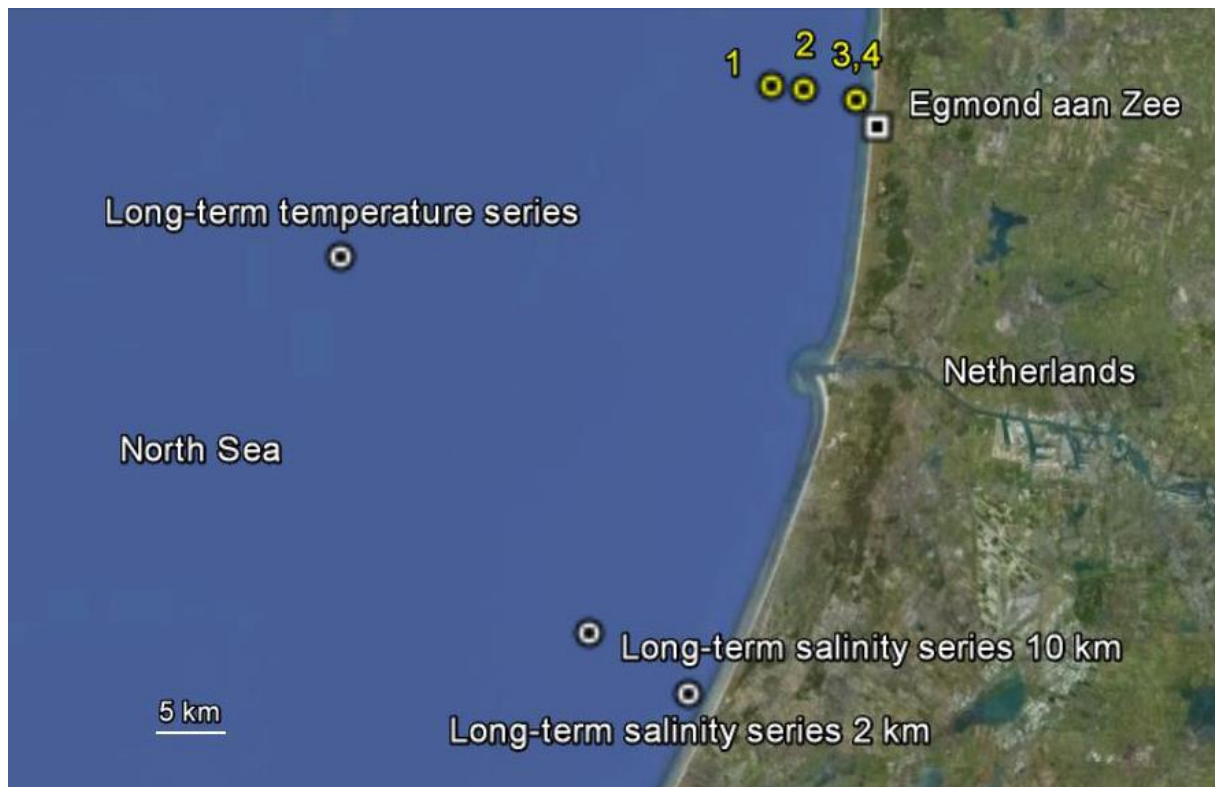 1
2
3,4
Egmond aan Zee
Long-term temperature series
Netherlands
North Sea
Long-term salinity series 10 km
5 km
Long-term salinity series 2 km